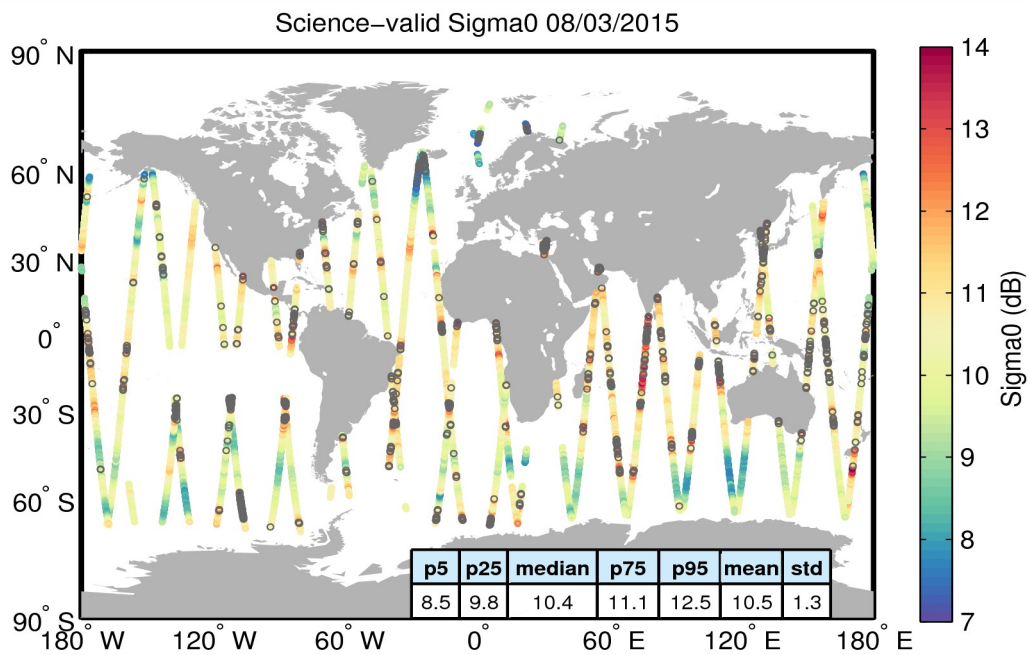 Science−valid Sigma0 08/03/2015
90° N
60° N
30° N
0°
30° S
60° S
90° S
180° W
120° W
60° W
0°
60° E
120° E
180° E
14
13
12
11
10
9
8
7
Sigma0 (dB)
p5 p25 median p75 p95 mean std
8.5 9.8 10.4 11.1 12.5 10.5 1.3